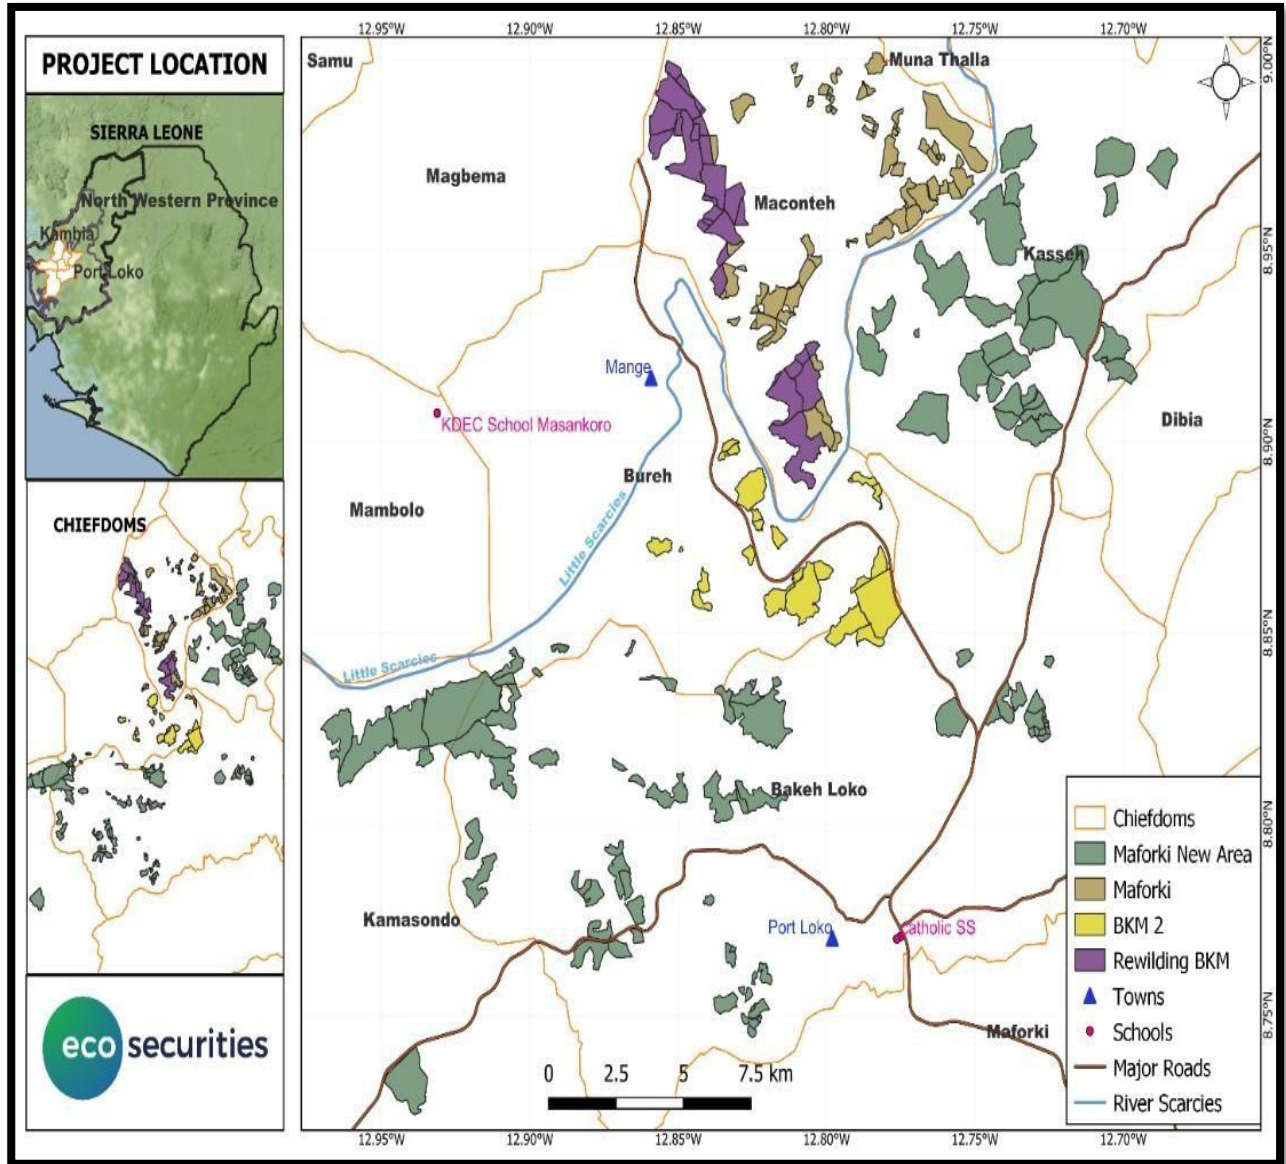 PROJECT LOCATION
SIERRA LEONE
North Western Province
Kambia
Port Loko
CHIEFDOMS
eco securities
12.95°W 12.90°W 12.85°W 12.80°W 12.75°W 12.70°W
Samu
Muna Thalla
9.00°N
Magbema
Maconteh
Kasseh
8.95°N
Mange
KDEC School Masankoro
Dibia
8.90°N
Bureh
Mambolo
Little Scarcies
8.85°N
Little Scarcies
Bakeh Loko
8.80°N
Kamasondo
Port Loko
Catholic SS
8.75°N
Maforki
0 2.5 5 7.5 km
Chiefdoms
Maforki New Area
Maforki
BKM 2
Rewilding BKM
Towns
Schools
Major Roads
River Scarcies
12.95°W 12.90°W 12.85°W 12.80°W 12.75°W 12.70°W